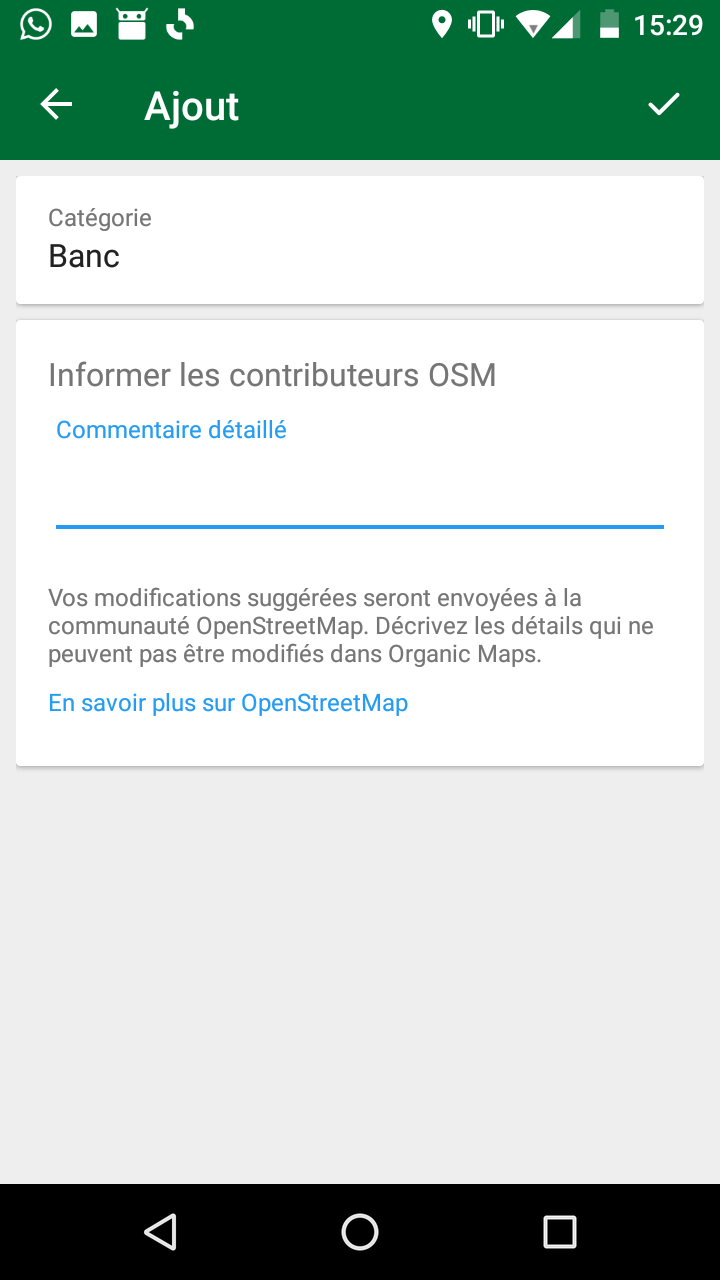 15:29
Ajout
Catégorie
Banc
Informer les contributeurs OSM
Commentaire détaillé
Vos modifications suggérées seront envoyées à la
communauté OpenStreetMap. Décrivez les détails qui ne
peuvent pas être modifiés dans Organic Maps.
En savoir plus sur OpenStreetMap